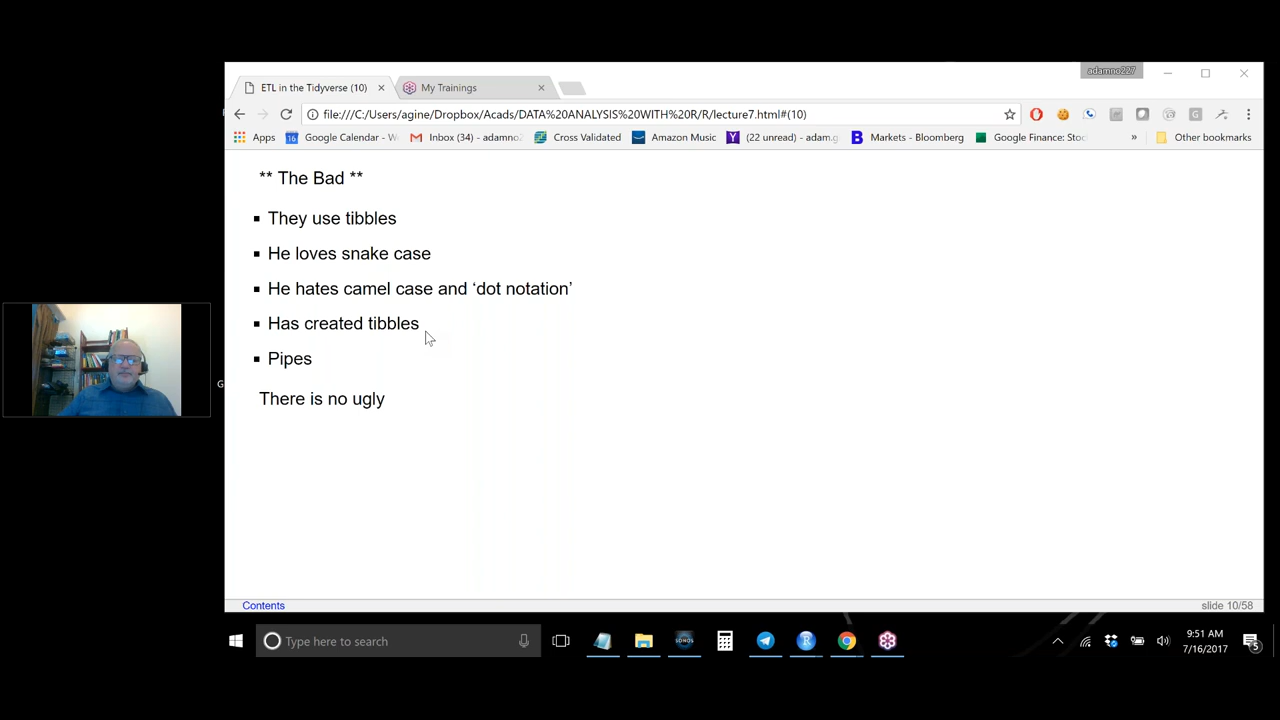 adamno227
ETL in the Tidyverse (10)
My Trainings
file:///C:/Users/agine/Dropbox/Acads/DATA%20ANALYSIS%20WITH%20R/R/lecture7.html#(10)
Apps
Google Calendar - W
Inbox (34) - adamno
Cross Validated
Amazon Music
(22 unread) - adam.g
Markets - Bloomberg
Google Finance: Stoc
»
Other bookmarks
** The Bad **
▪ They use tibbles
▪ He loves snake case
▪ He hates camel case and ‘dot notation’
▪ Has created tibbles
▪ Pipes
There is no ugly
G
Contents
slide 10/58
Type here to search
SONOS
9:51 AM
7/16/2017
5